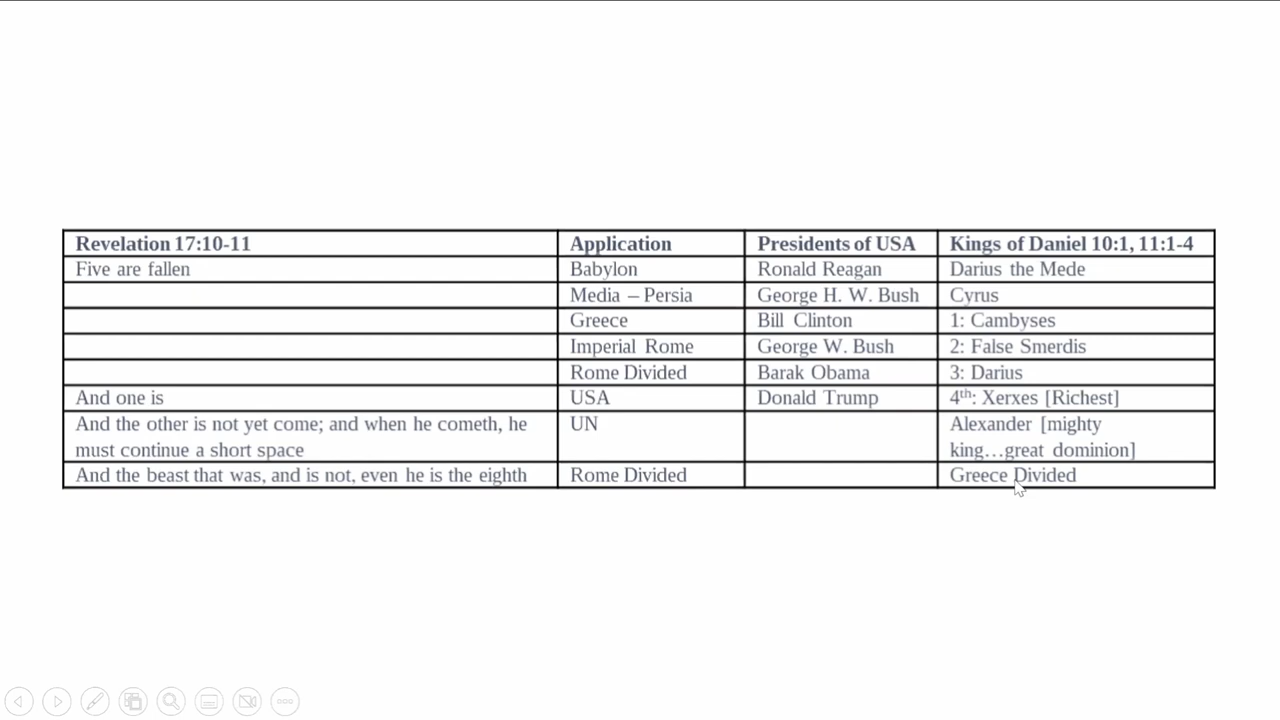 Revelation 17:10-11 Application Presidents of USA Kings of Daniel 10:1, 11:1-4
Five are fallen Babylon Ronald Reagan Darius the Mede
Media – Persia George H. W. Bush Cyrus
Greece Bill Clinton 1: Cambyses
Imperial Rome George W. Bush 2: False Smerdis
Rome Divided Barak Obama 3: Darius
And one is USA Donald Trump 4th: Xerxes [Richest]
And the other is not yet come; and when he cometh, he UN Alexander [mighty
must continue a short space king…great dominion]
And the beast that was, and is not, even he is the eighth Rome Divided Greece Divided